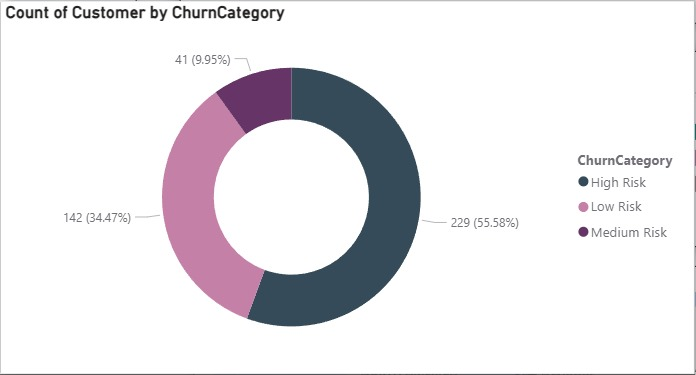 Count of Customer by ChurnCategory
41 (9.95%)
142 (34.47%)
229 (55.58%)
ChurnCategory
High Risk
Low Risk
Medium Risk